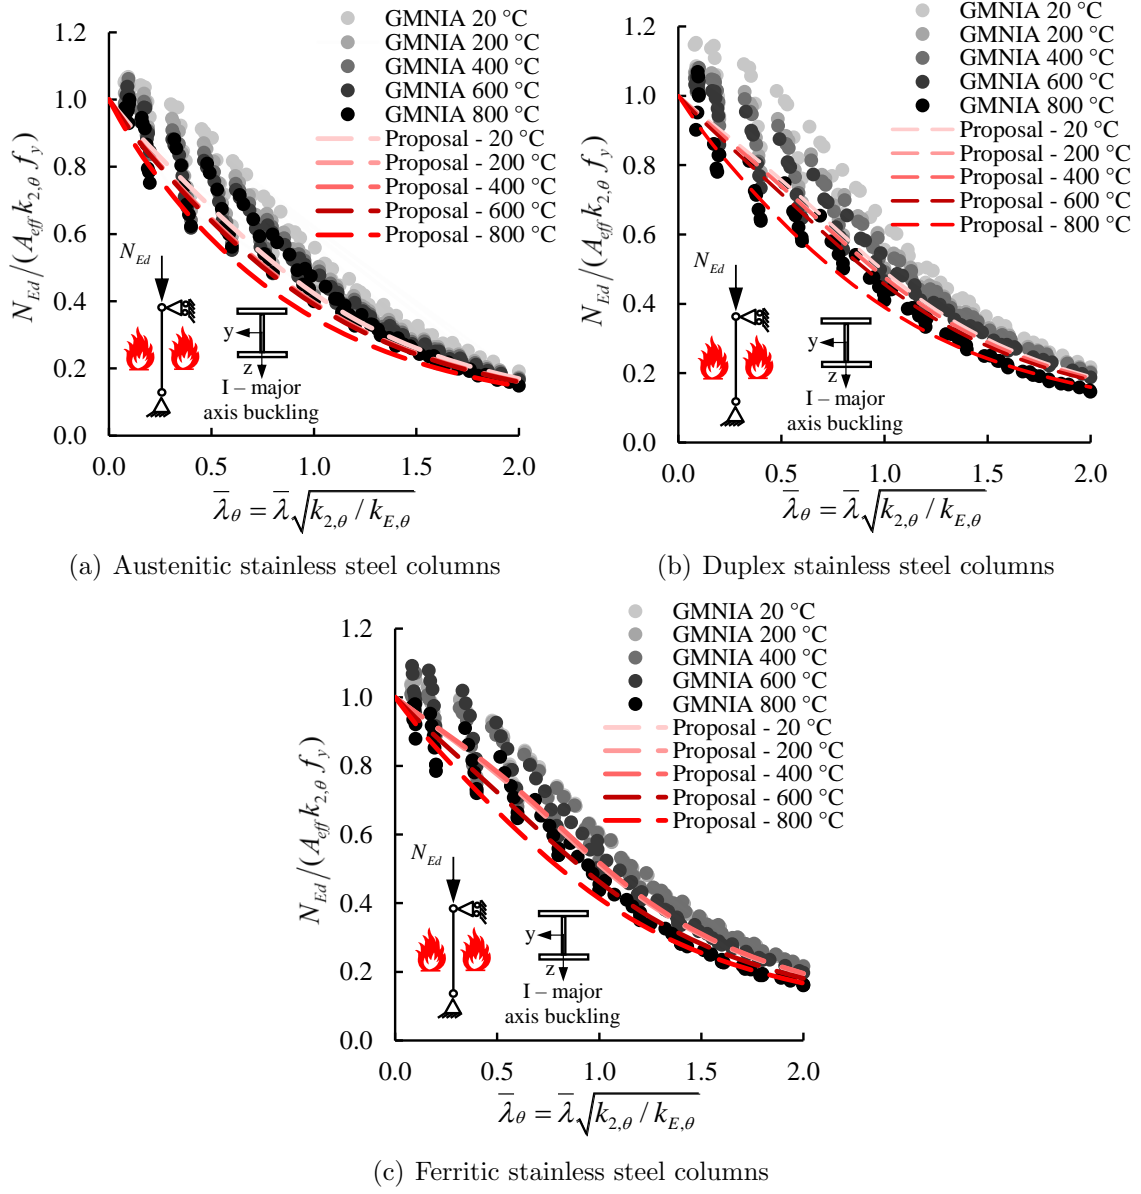 GMNIA 20 °C
GMNIA 200 °C
GMNIA 400 °C
GMNIA 600 °C
GMNIA 800 °C
Proposal - 20 °C
Proposal - 200 °C
Proposal - 400 °C
Proposal - 600 °C
Proposal - 800 °C
N_Ed/(A_eff k_2,θ f_y)
1.2
1.0
0.8
0.6
0.4
0.2
0.0
N_Ed
y
z
I – major
axis buckling
0.0 0.5 1.0 1.5 2.0
λ̅_θ = λ̅√(k_2,θ / k_E,θ)
(a) Austenitic stainless steel columns
GMNIA 20 °C
GMNIA 200 °C
GMNIA 400 °C
GMNIA 600 °C
GMNIA 800 °C
Proposal - 20 °C
Proposal - 200 °C
Proposal - 400 °C
Proposal - 600 °C
Proposal - 800 °C
N_Ed/(A_eff k_2,θ f_y)
1.2
1.0
0.8
0.6
0.4
0.2
0.0
N_Ed
y
z
I – major
axis buckling
0.0 0.5 1.0 1.5 2.0
λ̅_θ = λ̅√(k_2,θ / k_E,θ)
(b) Duplex stainless steel columns
GMNIA 20 °C
GMNIA 200 °C
GMNIA 400 °C
GMNIA 600 °C
GMNIA 800 °C
Proposal - 20 °C
Proposal - 200 °C
Proposal - 400 °C
Proposal - 600 °C
Proposal - 800 °C
N_Ed/(A_eff k_2,θ f_y)
1.2
1.0
0.8
0.6
0.4
0.2
0.0
N_Ed
y
z
I – major
axis buckling
0.0 0.5 1.0 1.5 2.0
λ̅_θ = λ̅√(k_2,θ / k_E,θ)
(c) Ferritic stainless steel columns